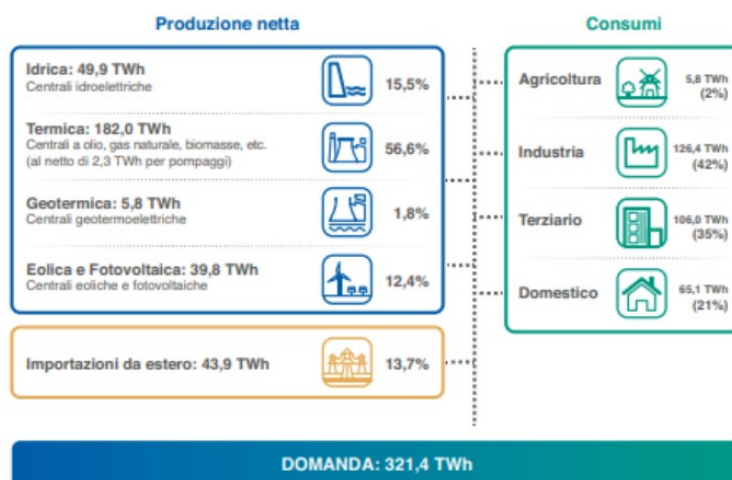 Produzione netta
Idrica: 49,9 TWh
Centrali idroelettriche
15,5%
Termica: 182,0 TWh
Centrali a olio, gas naturale, biomasse, etc.
(al netto di 2,3 TWh per pompaggi)
56,6%
Geotermica: 5,8 TWh
Centrali geotermoelettriche
1,8%
Eolica e Fotovoltaica: 39,8 TWh
Centrali eoliche e fotovoltaiche
12,4%
Importazioni da estero: 43,9 TWh
13,7%
Consumi
Agricoltura
5,8 TWh
(2%)
Industria
126,4 TWh
(42%)
Terziario
106,0 TWh
(35%)
Domestico
65,1 TWh
(21%)
DOMANDA: 321,4 TWh